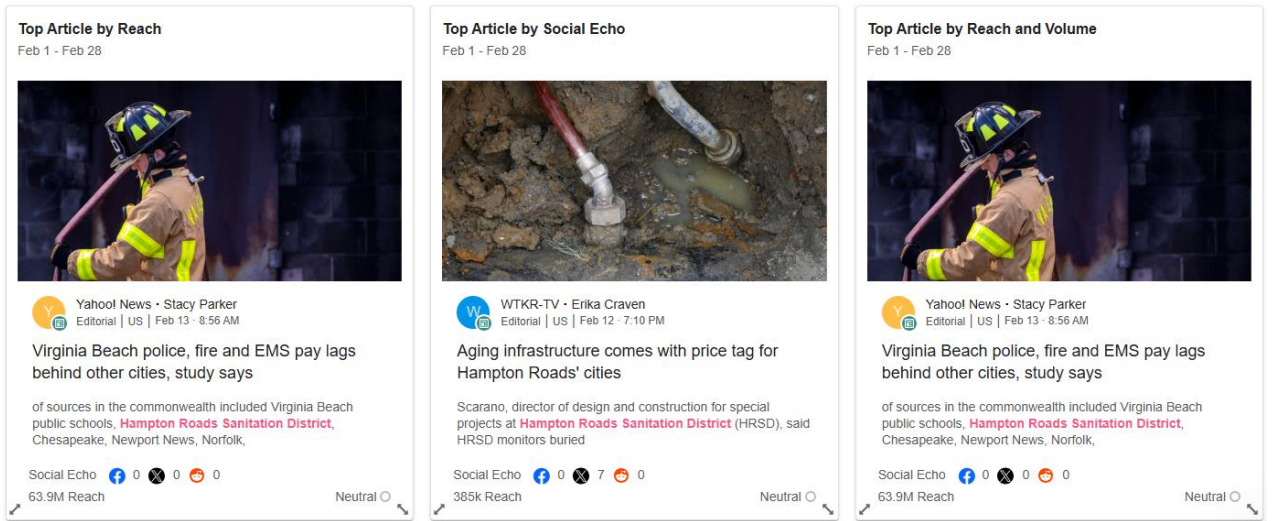 Top Article by Reach
Feb 1 - Feb 28
Yahoo! News • Stacy Parker
Editorial | US | Feb 13 · 8:56 AM
Virginia Beach police, fire and EMS pay lags
behind other cities, study says
of sources in the commonwealth included Virginia Beach
public schools, Hampton Roads Sanitation District,
Chesapeake, Newport News, Norfolk,
Social Echo 0 0 0
63.9M Reach Neutral
Top Article by Social Echo
Feb 1 - Feb 28
W
WTKR-TV • Erika Craven
Editorial | US | Feb 12 · 7:10 PM
Aging infrastructure comes with price tag for
Hampton Roads' cities
Scarano, director of design and construction for special
projects at Hampton Roads Sanitation District (HRSD), said
HRSD monitors buried
Social Echo 0 7 0
385k Reach Neutral
Top Article by Reach and Volume
Feb 1 - Feb 28
Y
Yahoo! News • Stacy Parker
Editorial | US | Feb 13 · 8:56 AM
Virginia Beach police, fire and EMS pay lags
behind other cities, study says
of sources in the commonwealth included Virginia Beach
public schools, Hampton Roads Sanitation District,
Chesapeake, Newport News, Norfolk,
Social Echo 0 0 0
63.9M Reach Neutral